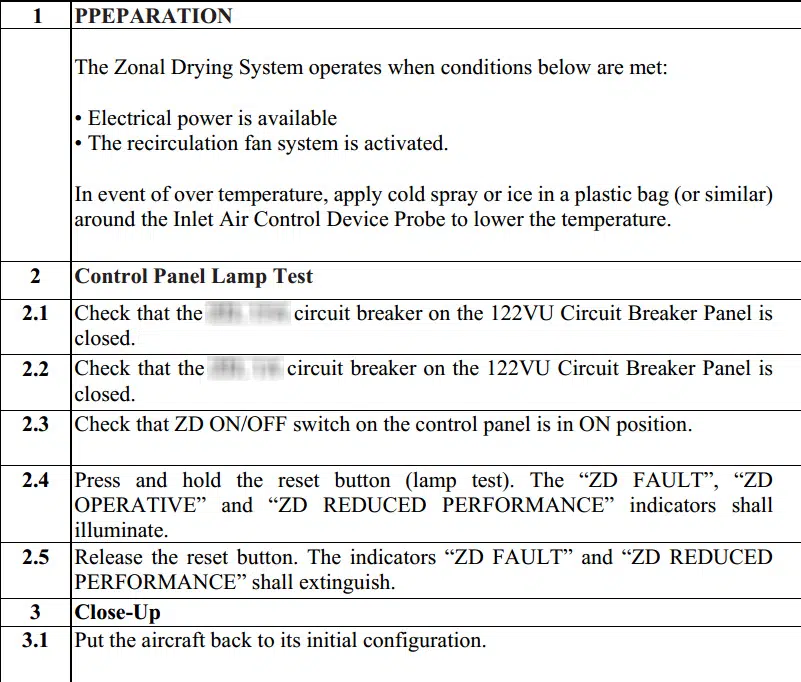 1 PPEPARATION
The Zonal Drying System operates when conditions below are met:
• Electrical power is available
• The recirculation fan system is activated.
In event of over temperature, apply cold spray or ice in a plastic bag (or similar)
around the Inlet Air Control Device Probe to lower the temperature.
2 Control Panel Lamp Test
2.1 Check that the circuit breaker on the 122VU Circuit Breaker Panel is
closed.
2.2 Check that the circuit breaker on the 122VU Circuit Breaker Panel is
closed.
2.3 Check that ZD ON/OFF switch on the control panel is in ON position.
2.4 Press and hold the reset button (lamp test). The “ZD FAULT”, “ZD
OPERATIVE” and “ZD REDUCED PERFORMANCE” indicators shall
illuminate.
2.5 Release the reset button. The indicators “ZD FAULT” and “ZD REDUCED
PERFORMANCE” shall extinguish.
3 Close-Up
3.1 Put the aircraft back to its initial configuration.